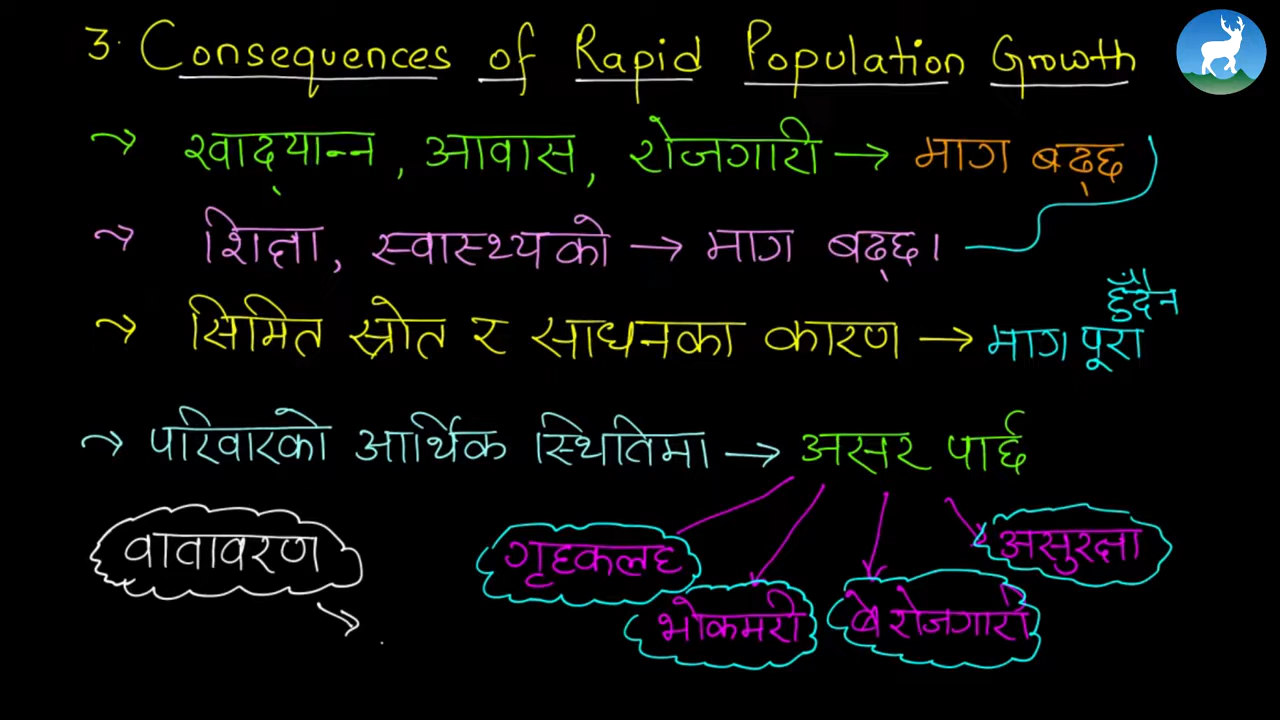 3. Consequences of Rapid Population Growth
→ खाद्यान्न, आवास, रोजगारी → माग बढ्छ
→ शिक्षा, स्वास्थ्यको → माग बढ्छ।
→ सिमित स्रोत र साधनका कारण → माग पूरा हुँदैन
→ परिवारको आर्थिक स्थितिमा → असर पार्छ
वातावरण → गृहकलह भोकमरी बेरोजगारी असुरक्षा